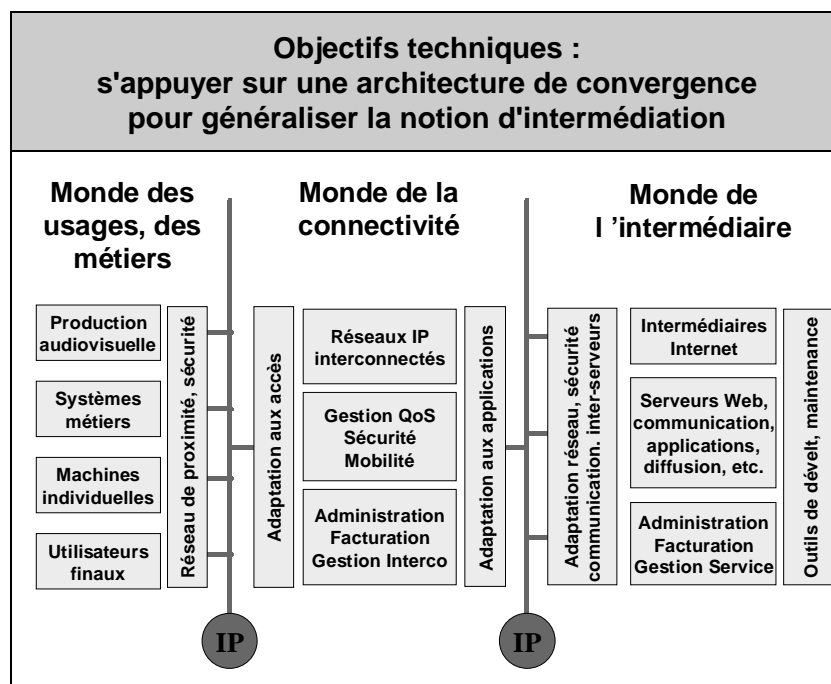 Objectifs techniques :
s'appuyer sur une architecture de convergence
pour généraliser la notion d'intermédiation
Monde des
usages, des
métiers
Production
audiovisuelle
Systèmes
métiers
Machines
individuelles
Utilisateurs
finaux
Réseau de proximité, sécurité
IP
Monde de la
connectivité
Adaptation aux accès
Réseaux IP
interconnectés
Gestion QoS
Sécurité
Mobilité
Administration
Facturation
Gestion Interco
Adaptation aux applications
IP
Monde de
l ’intermédiaire
Adaptation réseau, sécurité
communication. inter-serveurs
Intermédiaires
Internet
Serveurs Web,
communication,
applications,
diffusion, etc.
Administration
Facturation
Gestion Service
Outils de dévelt, maintenance